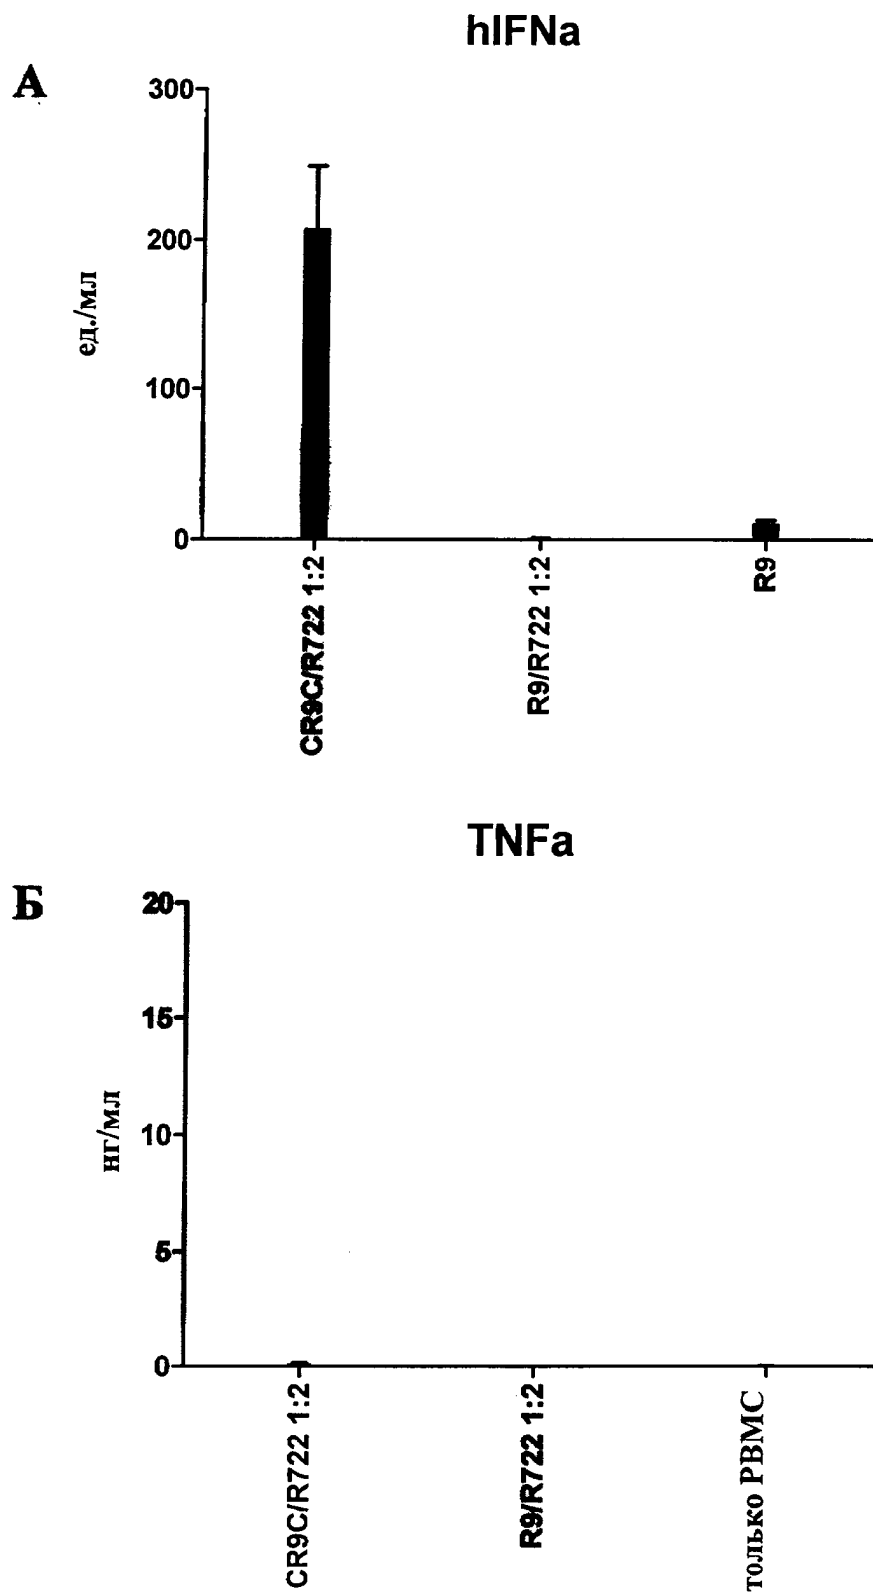 hIFNa
А
300
200
100
0
ед./мл
CR9C/R722 1:2
R9/R722 1:2
R9
TNFa
Б
20
15
10
5
0
нг/мл
CR9C/R722 1:2
R9/R722 1:2
только PBMC